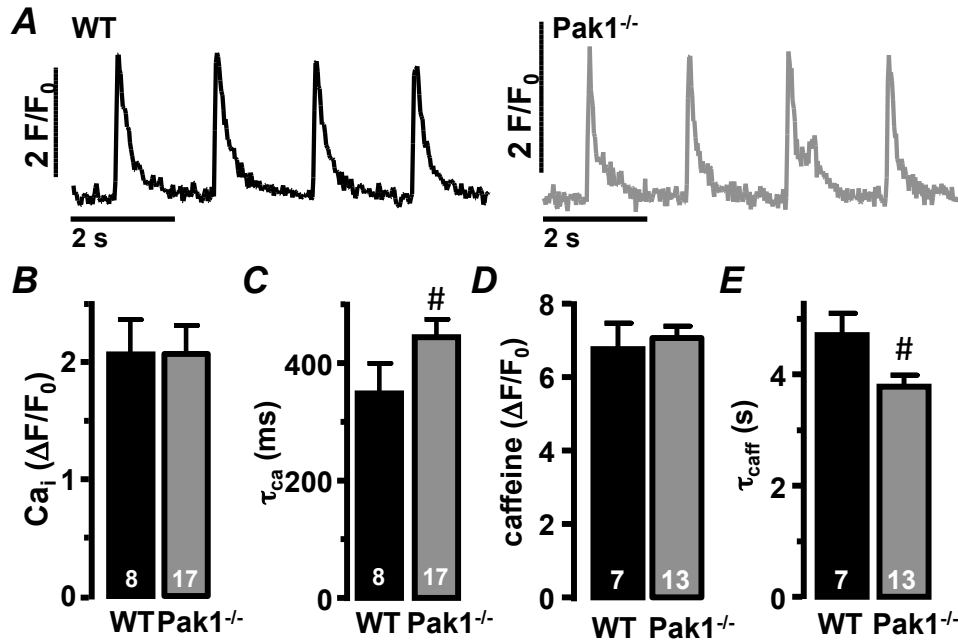 A WT Pak1⁻/⁻
2 F/F₀ 2 F/F₀
2 s 2 s
B C D E
Caᵢ (ΔF/F₀)
2
1
0
8 17
WT Pak1⁻/⁻
τca (ms)
400
200
0
#
8 17
WT Pak1⁻/⁻
caffeine (ΔF/F₀)
8
6
4
2
0
7 13
WT Pak1⁻/⁻
τcaff (s)
4
2
0
#
7 13
WT Pak1⁻/⁻